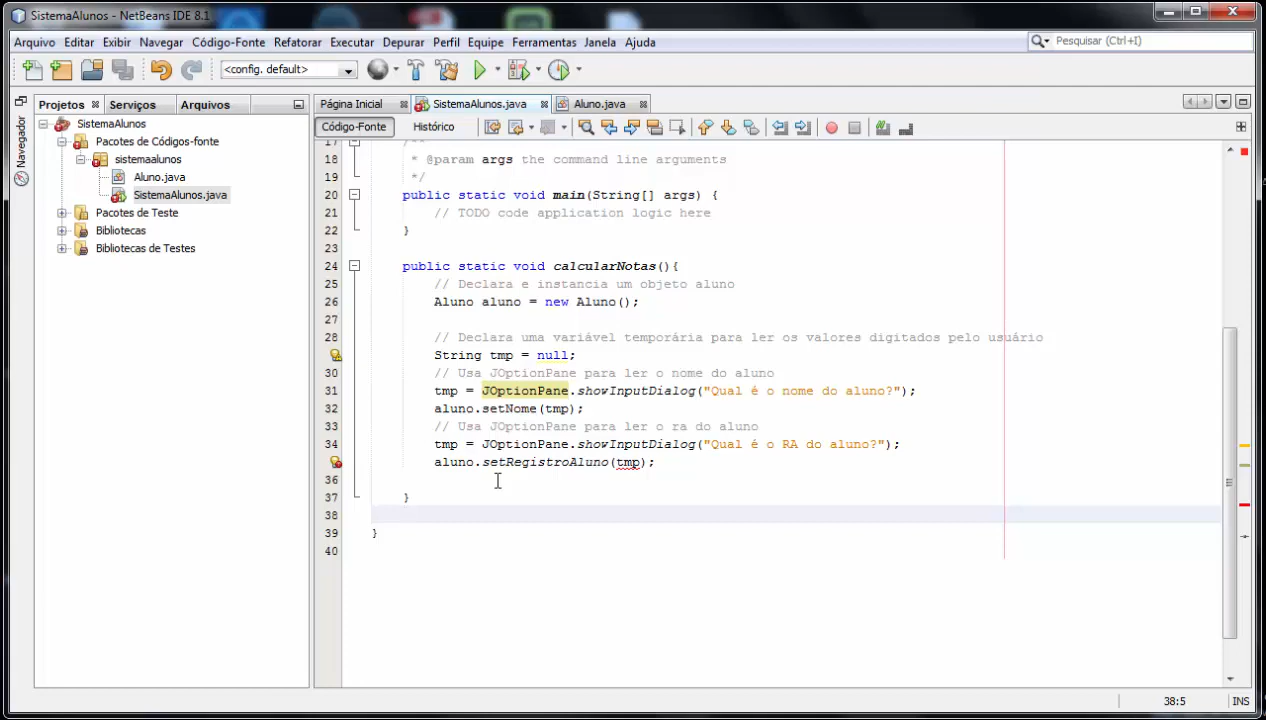 SistemaAlunos - NetBeans IDE 8.1
Arquivo Editar Exibir Navegar Código-Fonte Refatorar Executar Depurar Perfil Equipe Ferramentas Janela Ajuda
Pesquisar (Ctrl+I)
<config. default>
Projetos Serviços Arquivos
Página Inicial SistemaAlunos.java Aluno.java
Navegador
SistemaAlunos
Pacotes de Códigos-fonte
sistemaalunos
Aluno.java
SistemaAlunos.java
Pacotes de Teste
Bibliotecas
Bibliotecas de Testes
Código-Fonte Histórico
17 /**
18 * @param args the command line arguments
19 */
20 public static void main(String[] args) {
21 // TODO code application logic here
22 }
23
24 public static void calcularNotas(){
25 // Declara e instancia um objeto aluno
26 Aluno aluno = new Aluno();
27
28 // Declara uma variável temporária para ler os valores digitados pelo usuário
String tmp = null;
30 // Usa JOptionPane para ler o nome do aluno
31 tmp = JOptionPane.showInputDialog("Qual é o nome do aluno?");
32 aluno.setNome(tmp);
33 // Usa JOptionPane para ler o ra do aluno
34 tmp = JOptionPane.showInputDialog("Qual é o RA do aluno?");
aluno.setRegistroAluno(tmp);
36
37 }
38
39 }
40
38:5 INS